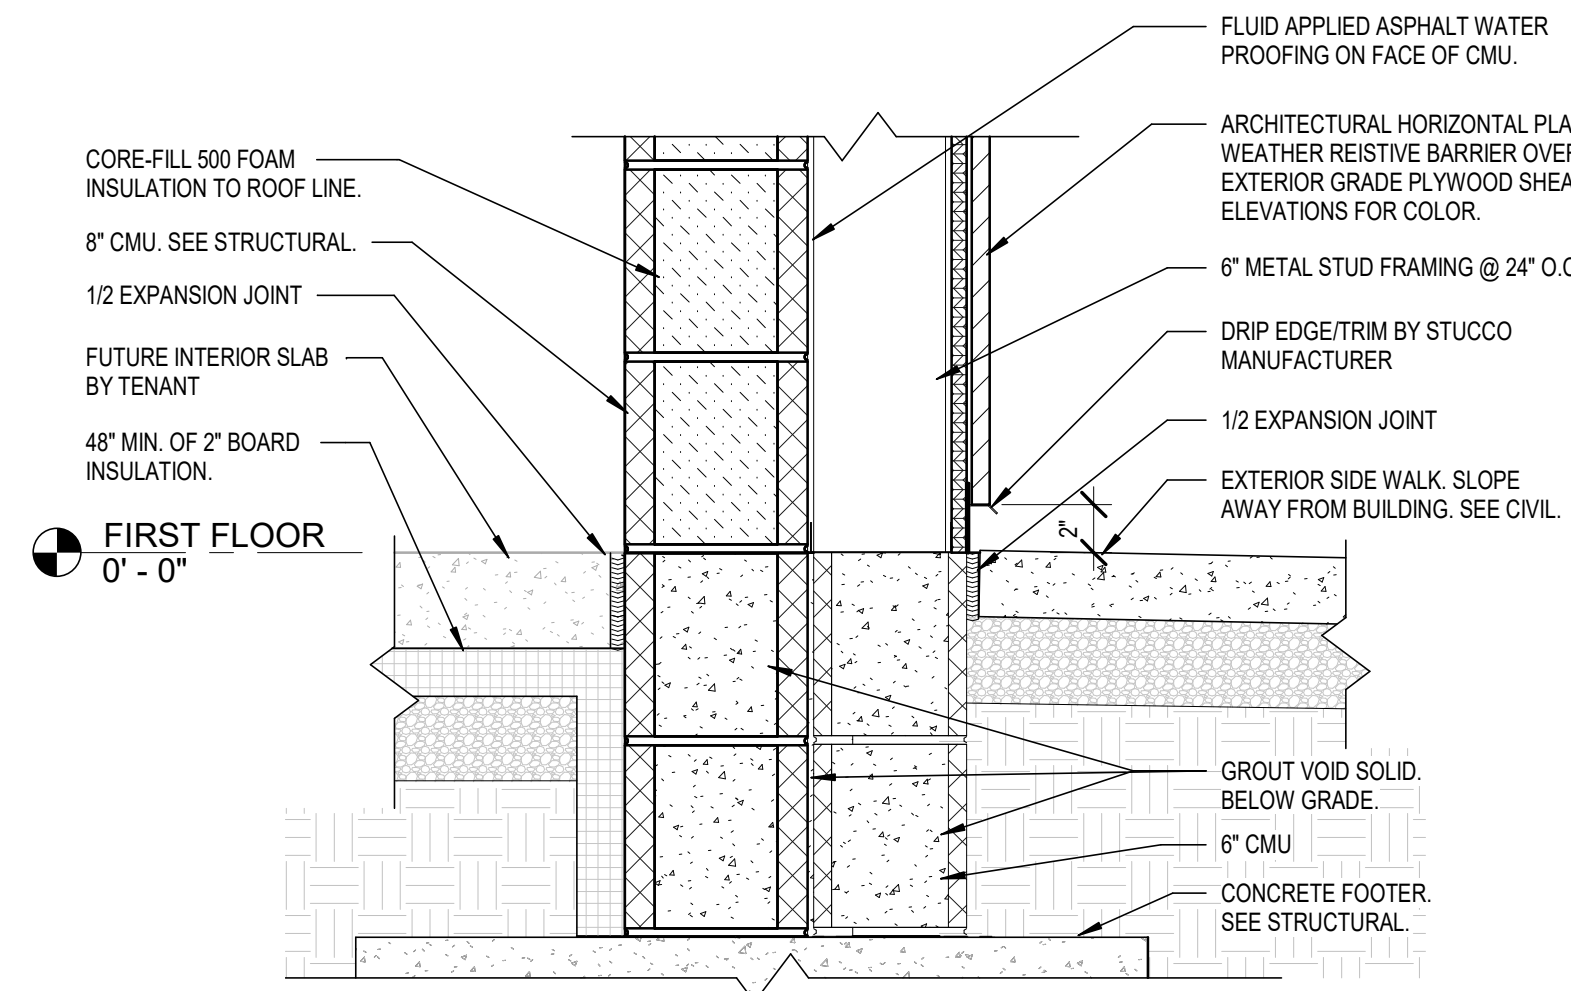 CORE-FILL 500 FOAM
INSULATION TO ROOF LINE.
8" CMU. SEE STRUCTURAL.
1/2 EXPANSION JOINT
FUTURE INTERIOR SLAB
BY TENANT
48" MIN. OF 2" BOARD
INSULATION.
FIRST FLOOR
0' - 0"
FLUID APPLIED ASPHALT WATER
PROOFING ON FACE OF CMU.
ARCHITECTURAL HORIZONTAL PLA
WEATHER REISTIVE BARRIER OVER
EXTERIOR GRADE PLYWOOD SHEA
ELEVATIONS FOR COLOR.
6" METAL STUD FRAMING @ 24" O.C
DRIP EDGE/TRIM BY STUCCO
MANUFACTURER
1/2 EXPANSION JOINT
EXTERIOR SIDE WALK. SLOPE
AWAY FROM BUILDING. SEE CIVIL.
2"
GROUT VOID SOLID.
BELOW GRADE.
6" CMU
CONCRETE FOOTER.
SEE STRUCTURAL.